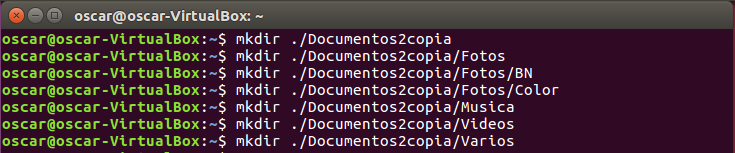 oscar@oscar-VirtualBox: ~
oscar@oscar-VirtualBox:~$ mkdir ./Documentos2copia
oscar@oscar-VirtualBox:~$ mkdir ./Documentos2copia/Fotos
oscar@oscar-VirtualBox:~$ mkdir ./Documentos2copia/Fotos/BN
oscar@oscar-VirtualBox:~$ mkdir ./Documentos2copia/Fotos/Color
oscar@oscar-VirtualBox:~$ mkdir ./Documentos2copia/Musica
oscar@oscar-VirtualBox:~$ mkdir ./Documentos2copia/Videos
oscar@oscar-VirtualBox:~$ mkdir ./Documentos2copia/Varios